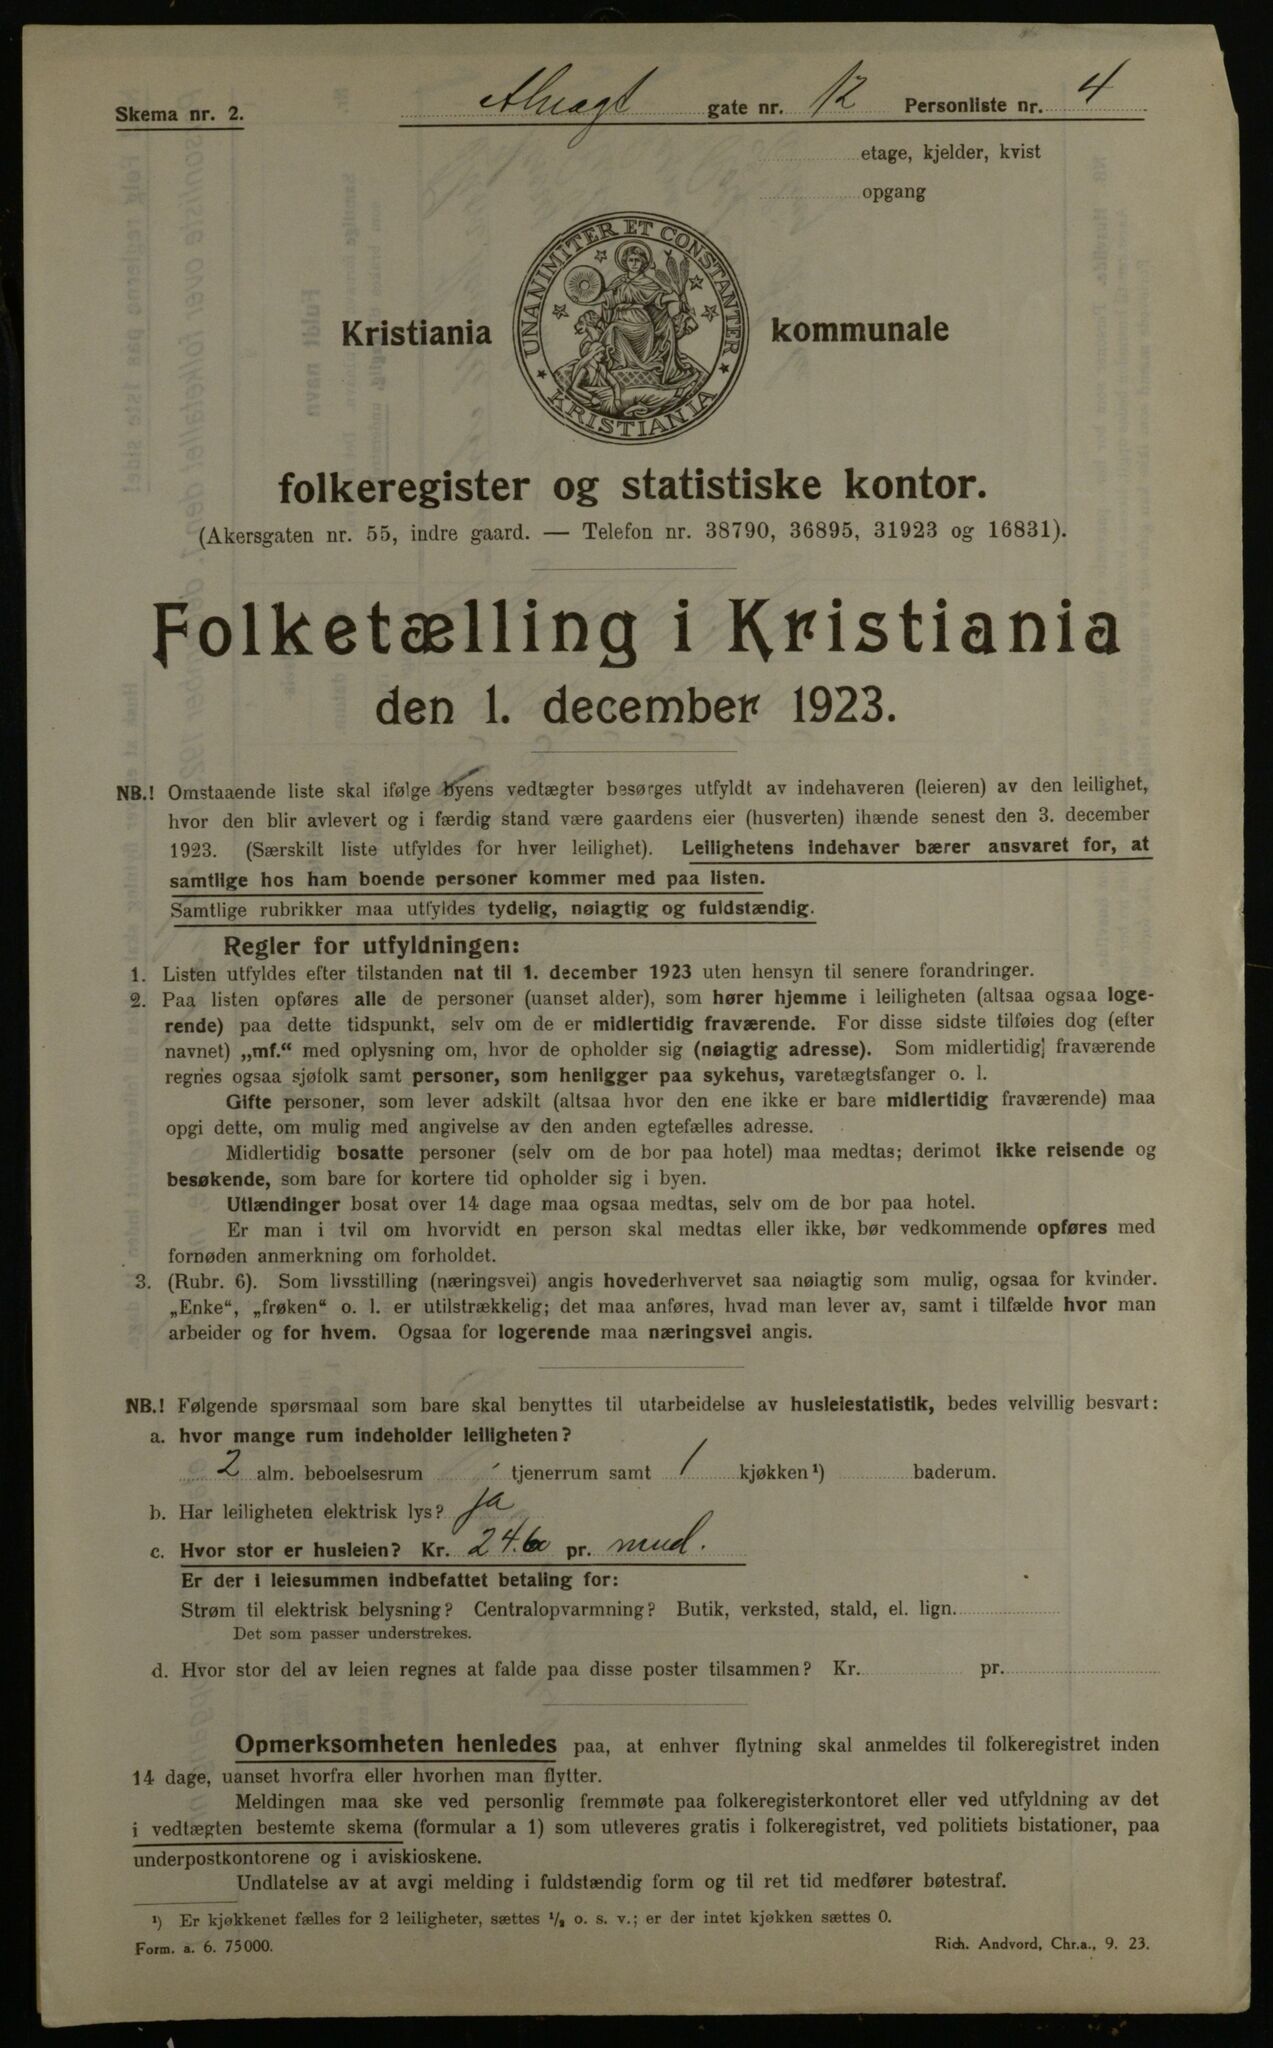 Skema nr. 2.
gate nr. 12 Personliste nr. 4
etage, kjelder, kvist
opgang
UNANIMITER ET CONSTANTER
KRISTIANIA
Kristiania kommunale
folkeregister og statistiske kontor.
(Akersgaten nr. 55, indre gaard. — Telefon nr. 38790, 36895, 31923 og 16831).
Folketælling i Kristiania
den 1. december 1923.
NB.! Omstaaende liste skal ifølge byens vedtægter besørges utfyldt av indehaveren (leieren) av den leilighet,
hvor den blir avlevert og i færdig stand være gaardens eier (husverten) ihænde senest den 3. december
1923. (Særskilt liste utfyldes for hver leilighet). Leilighetens indehaver bærer ansvaret for, at
samtlige hos ham boende personer kommer med paa listen.
Samtlige rubrikker maa utfyldes tydelig, nøiagtig og fuldstændig.
Regler for utfyldningen:
1. Listen utfyldes efter tilstanden nat til 1. december 1923 uten hensyn til senere forandringer.
2. Paa listen opføres alle de personer (uanset alder), som hører hjemme i leiligheten (altsaa ogsaa loge-
rende) paa dette tidspunkt, selv om de er midlertidig fraværende. For disse sidste tilføies dog (efter
navnet) „mf.“ med oplysning om, hvor de opholder sig (nøiagtig adresse). Som midlertidig fraværende
regnes ogsaa sjøfolk samt personer, som henligger paa sykehus, varetægtsfanger o. l.
Gifte personer, som lever adskilt (altsaa hvor den ene ikke er bare midlertidig fraværende) maa
opgi dette, om mulig med angivelse av den anden egtefælles adresse.
Midlertidig bosatte personer (selv om de bor paa hotel) maa medtas; derimot ikke reisende og
besøkende, som bare for kortere tid opholder sig i byen.
Utlændinger bosat over 14 dage maa ogsaa medtas, selv om de bor paa hotel.
Er man i tvil om hvorvidt en person skal medtas eller ikke, bør vedkommende opføres med
fornøden anmerkning om forholdet.
3. (Rubr. 6). Som livsstilling (næringsvei) angis hovederhvervet saa nøiagtig som mulig, ogsaa for kvinder.
„Enke“, „frøken“ o. l. er utilstrækkelig; det maa anføres, hvad man lever av, samt i tilfælde hvor man
arbeider og for hvem. Ogsaa for logerende maa næringsvei angis.
NB.! Følgende spørsmaal som bare skal benyttes til utarbeidelse av husleiestatistik, bedes velvillig besvart:
a. hvor mange rum indeholder leiligheten?
2 alm. beboelsesrum tjenerrum samt 1 kjøkken¹) baderum.
b. Har leiligheten elektrisk lys? ja
c. Hvor stor er husleien? Kr. 24.60 pr. mnd.
Er der i leiesummen indbefattet betaling for:
Strøm til elektrisk belysning? Centralopvarmning? Butik, verksted, stald, el. lign.
Det som passer understrekes.
d. Hvor stor del av leien regnes at falde paa disse poster tilsammen? Kr. pr.
Opmerksomheten henledes paa, at enhver flytning skal anmeldes til folkeregistret inden
14 dage, uanset hvorfra eller hvorhen man flytter.
Meldingen maa ske ved personlig fremmøte paa folkeregisterkontoret eller ved utfyldning av det
i vedtægten bestemte skema (formular a 1) som utleveres gratis i folkeregistret, ved politiets bistationer, paa
underpostkontorene og i aviskioskene.
Undlatelse av at avgi melding i fuldstændig form og til ret tid medfører bøtestraf.
¹) Er kjøkkenet fælles for 2 leiligheter, sættes ½ o. s. v.; er der intet kjøkken sættes 0.
Form. a. 6. 75000. Rich. Andvord, Chr.a., 9. 23.